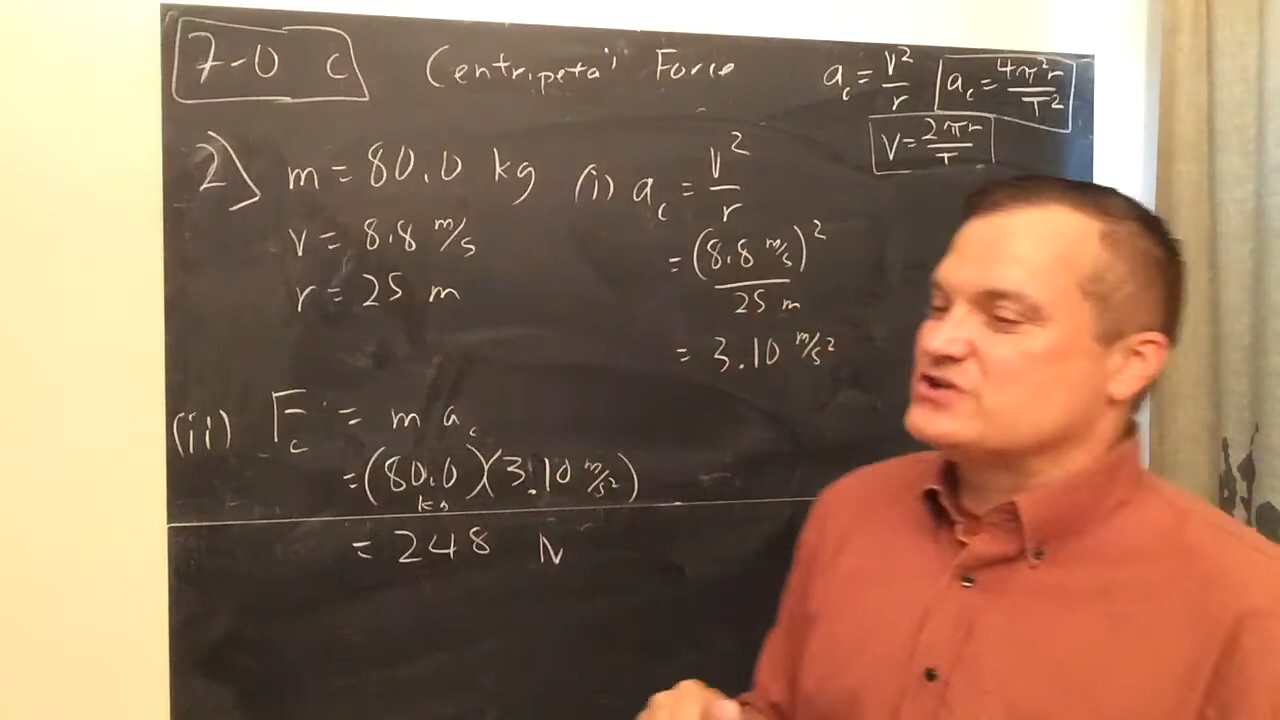 7-0 c Centripetal Force
a_c = v²/r
a_c = 4π²r/T²
v = 2πr/T
2) m = 80.0 kg
v = 8.8 m/s
r = 25 m
(i) a_c = v²/r
= (8.8 m/s)²/25 m
= 3.10 m/s²
(ii) F_c = m a_c
= (80.0 kg)(3.10 m/s²)
= 248 N